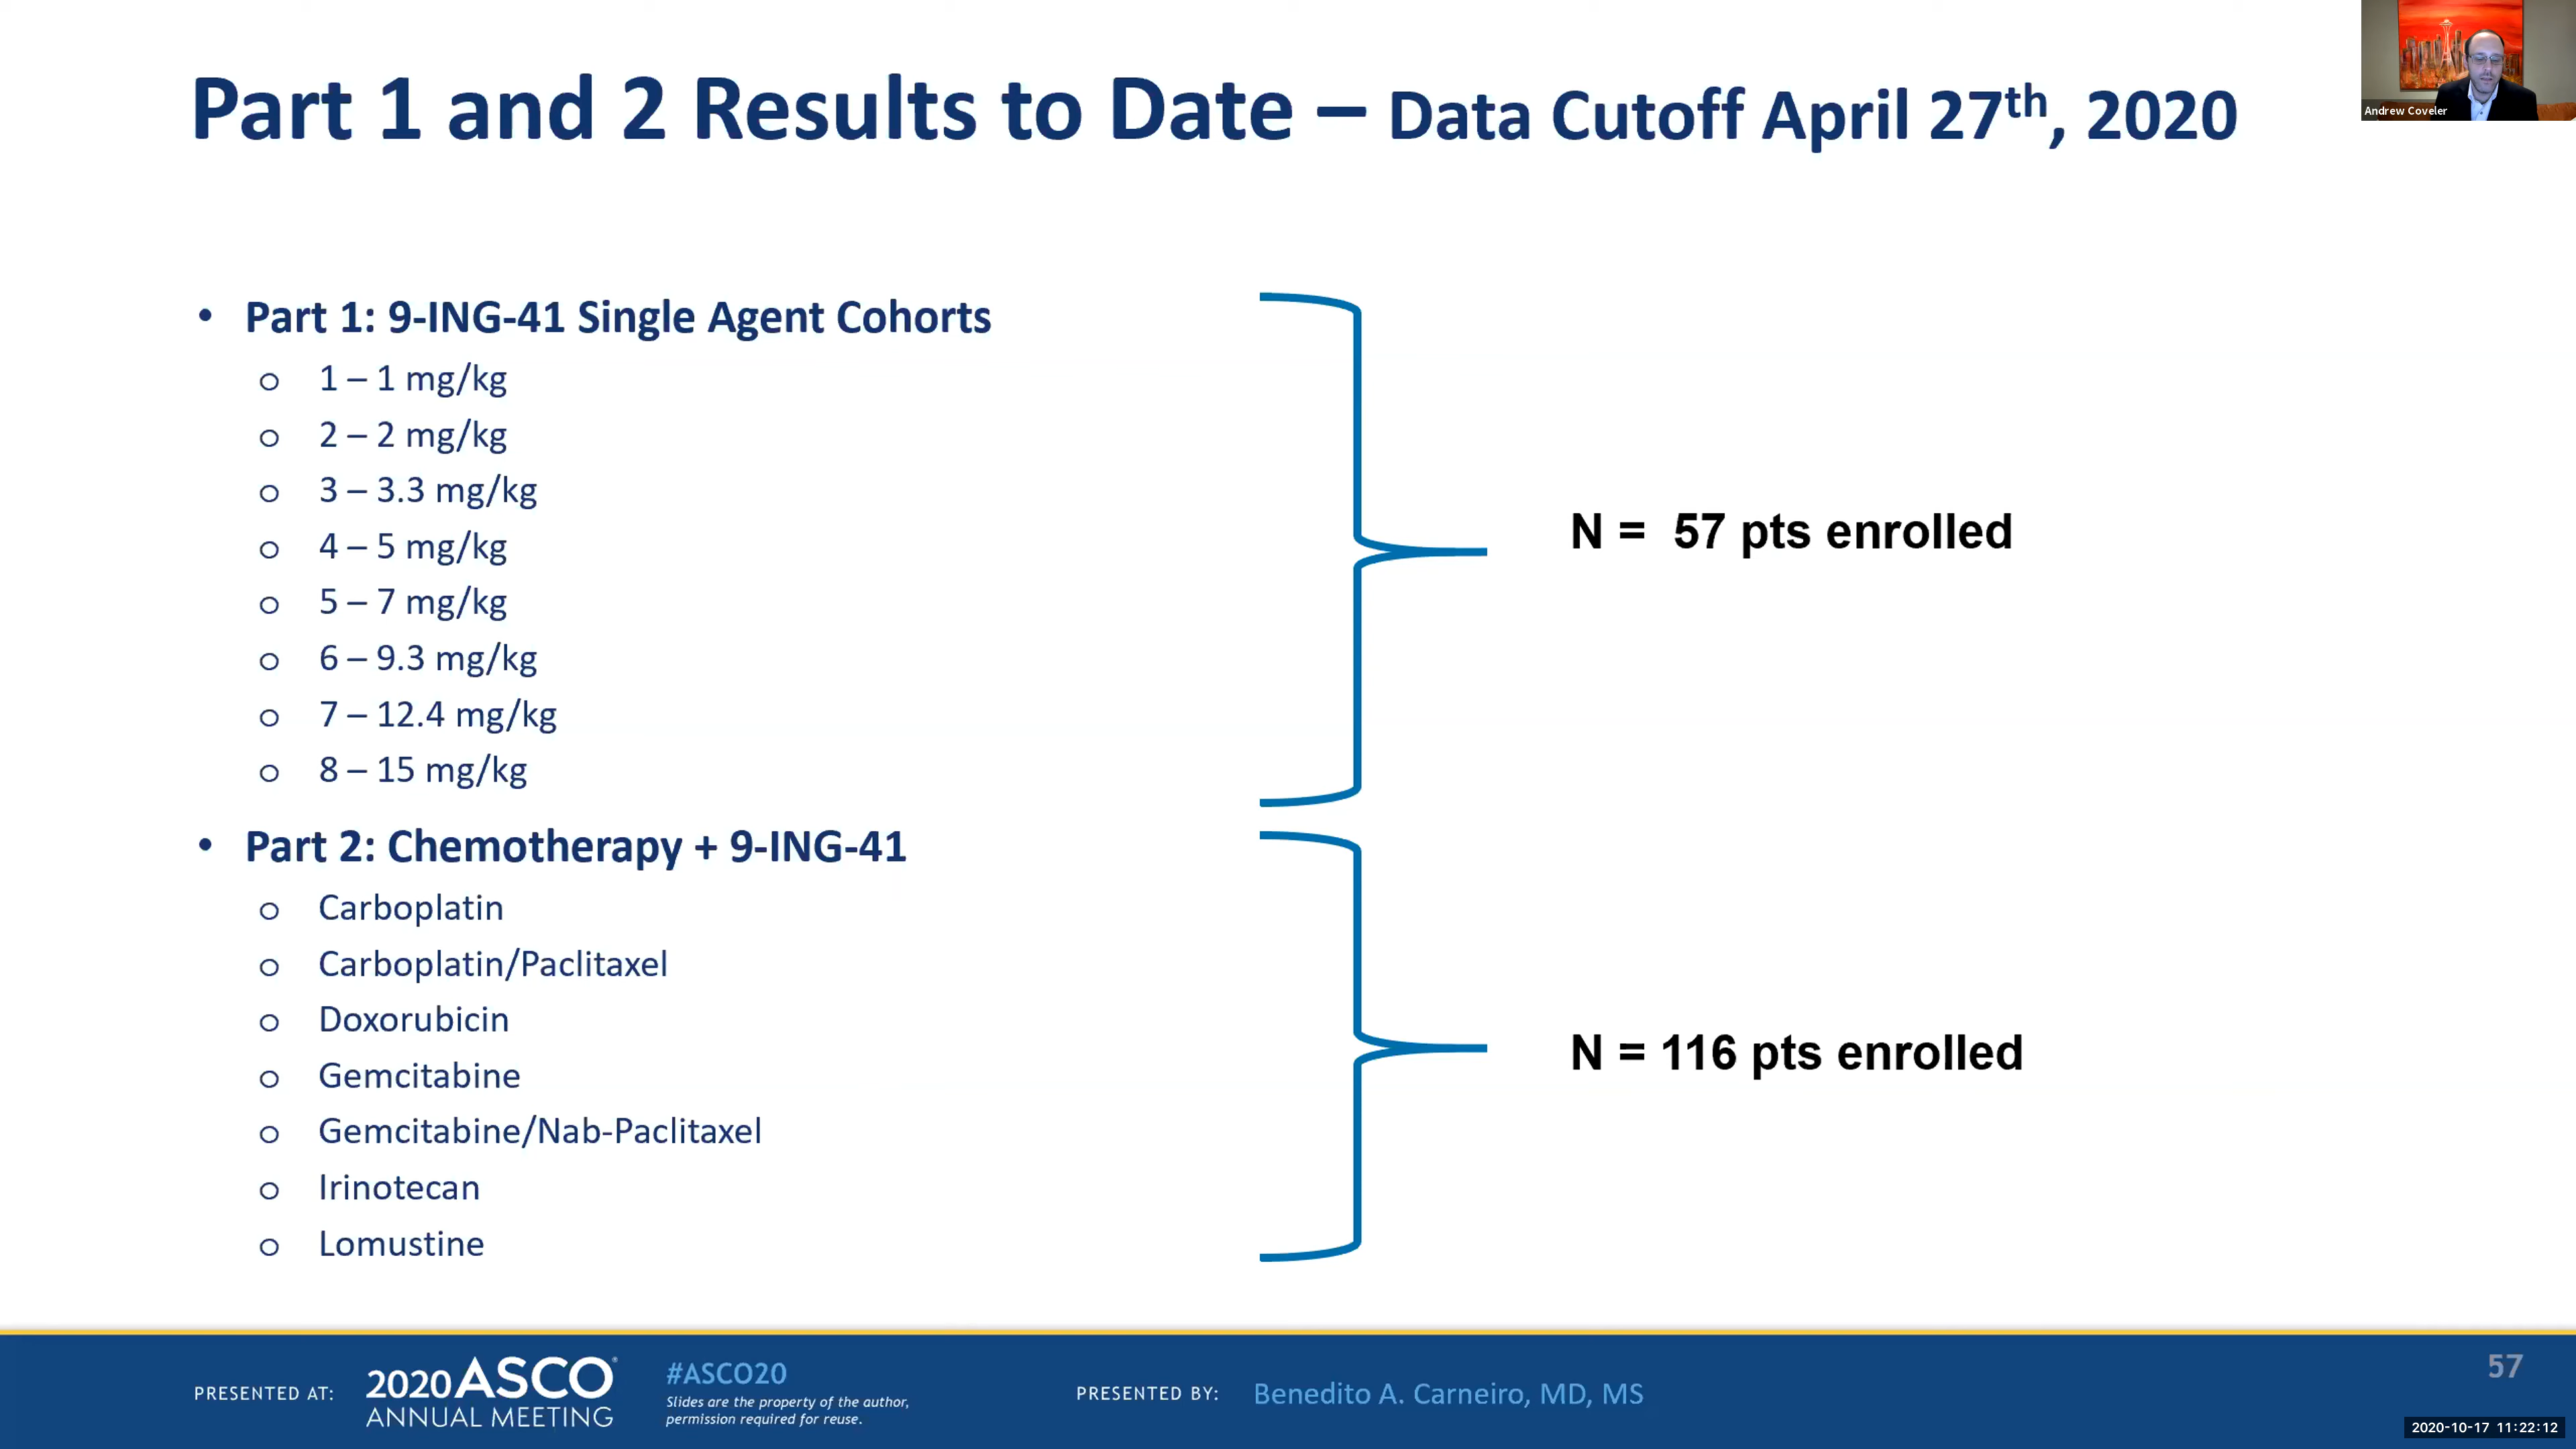 Part 1 and 2 Results to Date – Data Cutoff April 27th, 2020
Andrew Coveler
• Part 1: 9-ING-41 Single Agent Cohorts
o 1 – 1 mg/kg
o 2 – 2 mg/kg
o 3 – 3.3 mg/kg
o 4 – 5 mg/kg
o 5 – 7 mg/kg
o 6 – 9.3 mg/kg
o 7 – 12.4 mg/kg
o 8 – 15 mg/kg
N = 57 pts enrolled
• Part 2: Chemotherapy + 9-ING-41
o Carboplatin
o Carboplatin/Paclitaxel
o Doxorubicin
o Gemcitabine
o Gemcitabine/Nab-Paclitaxel
o Irinotecan
o Lomustine
N = 116 pts enrolled
PRESENTED AT:
2020 ASCO®
ANNUAL MEETING
#ASCO20
Slides are the property of the author,
permission required for reuse.
PRESENTED BY: Benedito A. Carneiro, MD, MS
57
2020-10-17 11:22:12